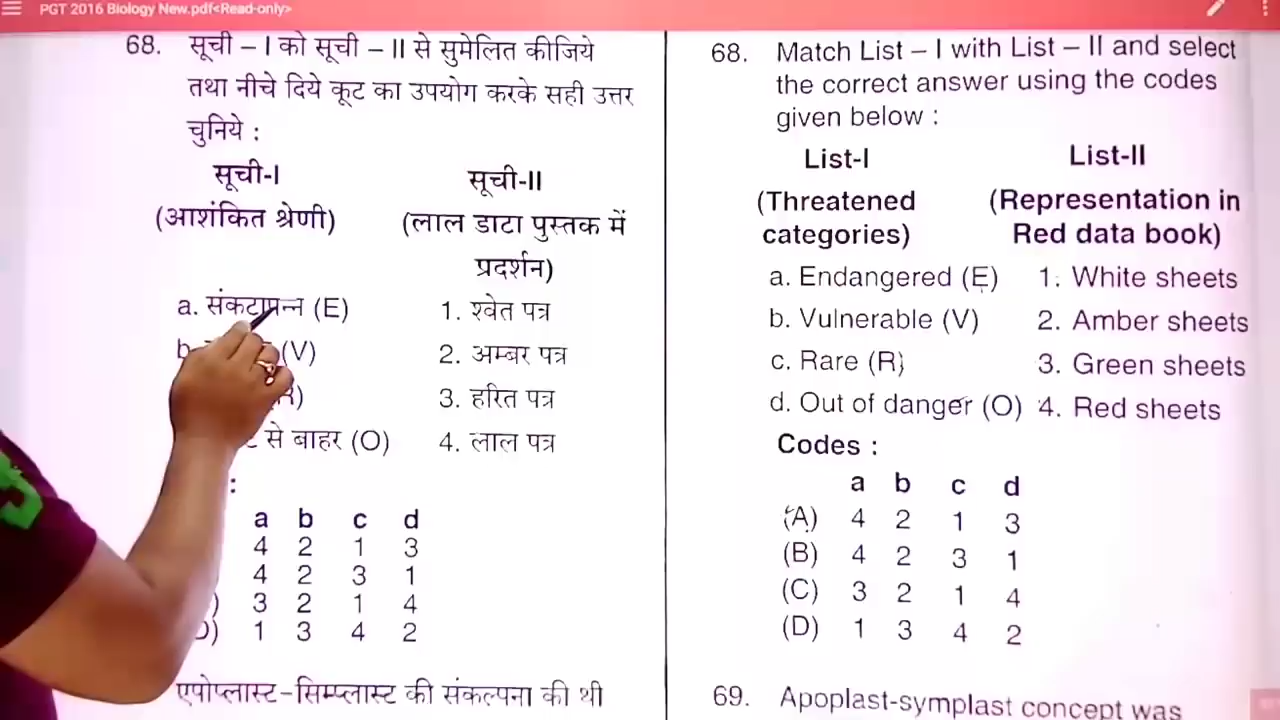 PGT 2016 Biology New.pdf<Read-only>
68. सूची – I को सूची – II से सुमेलित कीजिये
तथा नीचे दिये कूट का उपयोग करके सही उत्तर
चुनिये :
सूची-I सूची-II
(आशंकित श्रेणी) (लाल डाटा पुस्तक में
प्रदर्शन)
a. संकटापन्न (E) 1. श्वेत पत्र
(V) 2. अम्बर पत्र
3. हरित पत्र
से बाहर (O) 4. लाल पत्र
:
a b c d
4 2 1 3
4 2 3 1
) 3 2 1 4
) 1 3 4 2
एपोप्लास्ट-सिम्प्लास्ट की संकल्पना की थी
68. Match List – I with List – II and select
the correct answer using the codes
given below :
List-I List-II
(Threatened (Representation in
categories) Red data book)
a. Endangered (E) 1. White sheets
b. Vulnerable (V) 2. Amber sheets
c. Rare (R) 3. Green sheets
d. Out of danger (O) 4. Red sheets
Codes :
a b c d
(A) 4 2 1 3
(B) 4 2 3 1
(C) 3 2 1 4
(D) 1 3 4 2
69. Apoplast-symplast concept was